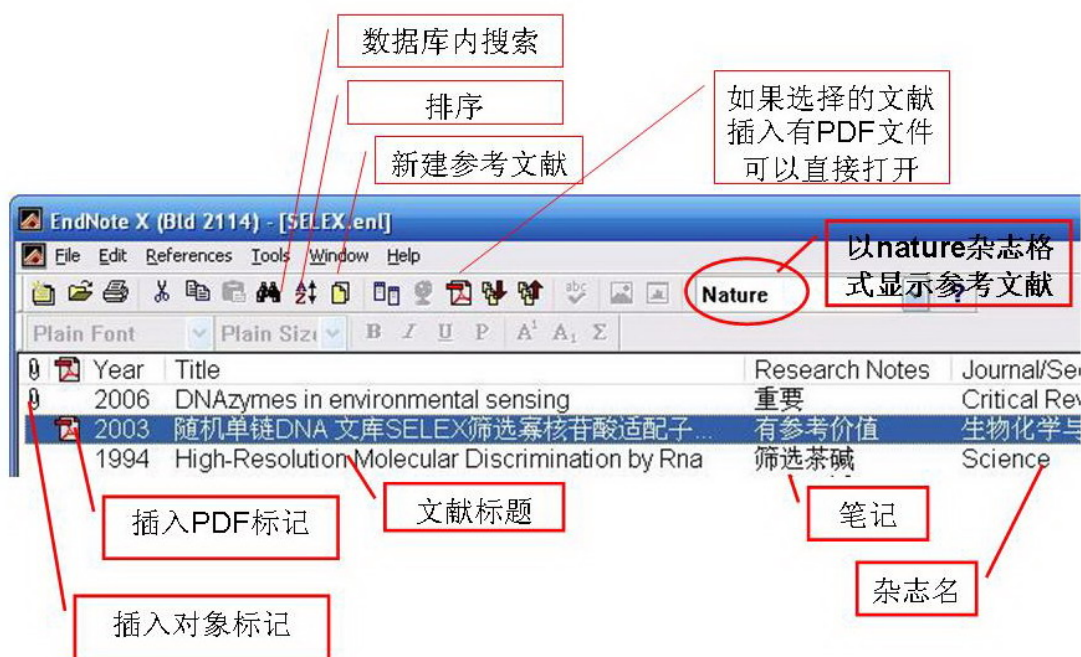 数据库内搜索
排序
新建参考文献
如果选择的文献
插入有PDF文件
可以直接打开
EndNote X (Bld 2114) - [SELEX.enl]
File Edit References Tools Window Help
以nature杂志格
式显示参考文献
Nature
Plain Font Plain Siz B I U P A¹ A₁ Σ
Year Title Research Notes Journal/Se
2006 DNAzymes in environmental sensing 重要 Critical Rev
2003 随机单链DNA 文库SELEX筛选寡核苷酸适配子... 有参考价值 生物化学与
1994 High-Resolution Molecular Discrimination by Rna 筛选茶碱 Science
插入PDF标记
文献标题
笔记
杂志名
插入对象标记